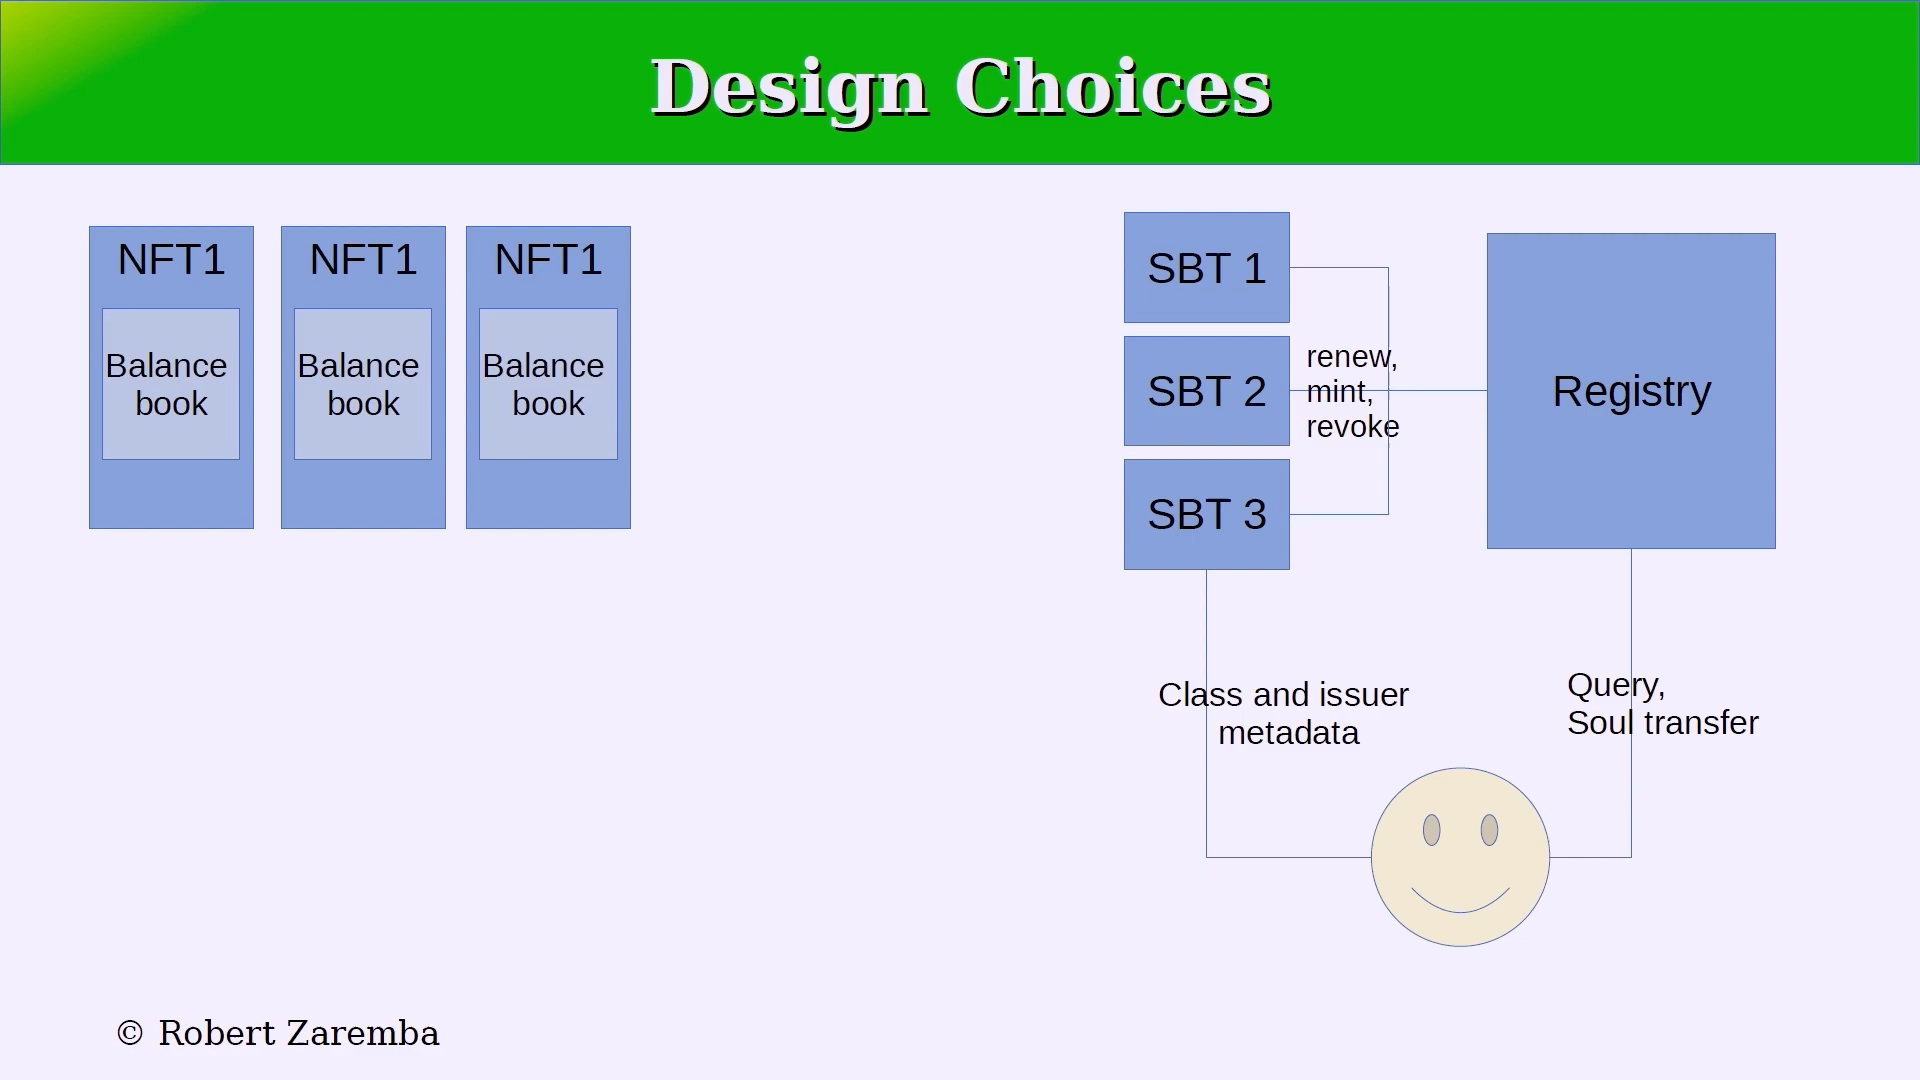 Design Choices
NFT1
Balance
book
NFT1
Balance
book
NFT1
Balance
book
SBT 1
SBT 2
SBT 3
renew,
mint,
revoke
Registry
Class and issuer
metadata
Query,
Soul transfer
© Robert Zaremba